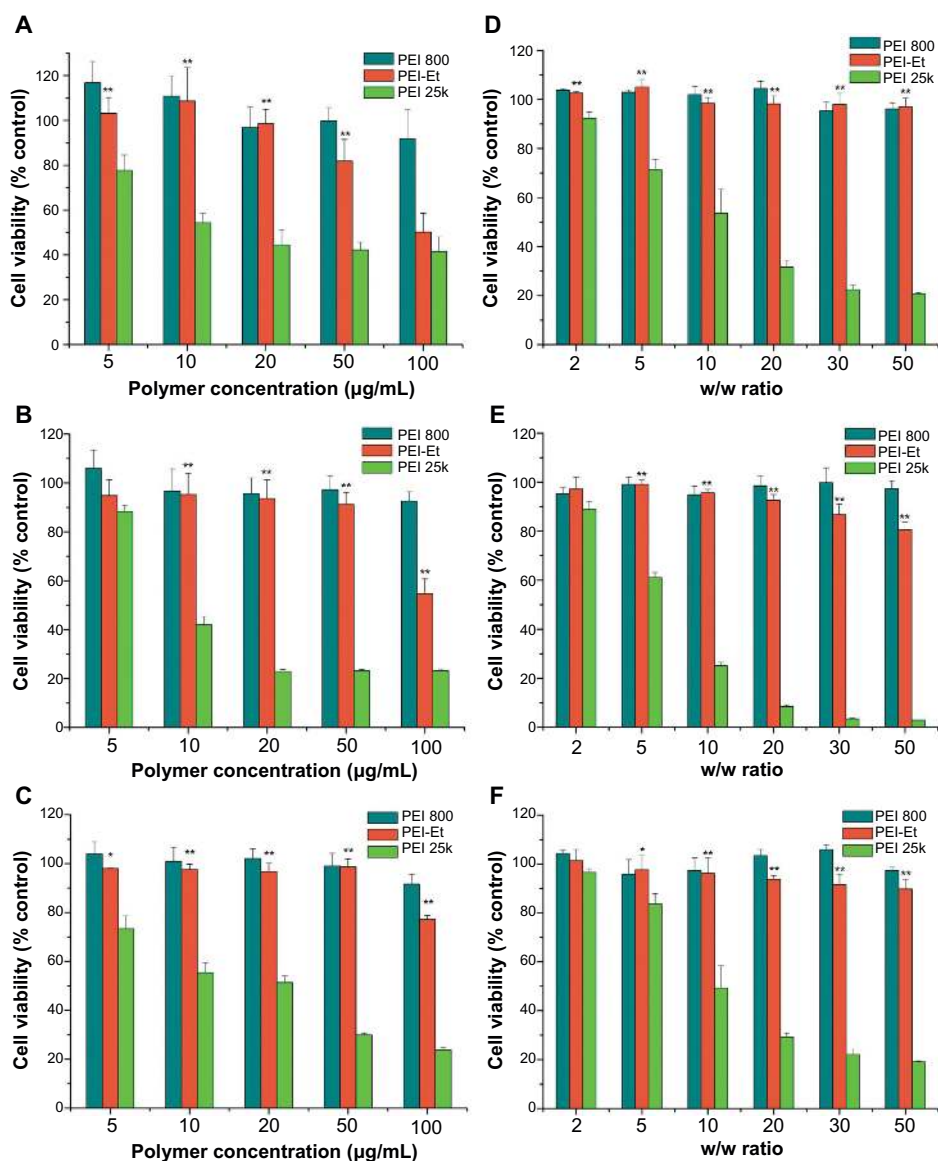 A
PEI 800
PEI-Et
PEI 25k
Cell viability (% control)
120
100
80
60
40
20
0
** ** ** **
5 10 20 50 100
Polymer concentration (µg/mL)
D
PEI 800
PEI-Et
PEI 25k
Cell viability (% control)
120
100
80
60
40
20
0
** ** ** ** ** **
2 5 10 20 30 50
w/w ratio
B
PEI 800
PEI-Et
PEI 25k
Cell viability (% control)
120
100
80
60
40
20
0
** ** ** **
5 10 20 50 100
Polymer concentration (µg/mL)
E
PEI 800
PEI-Et
PEI 25k
Cell viability (% control)
120
100
80
60
40
20
0
** ** ** ** **
2 5 10 20 30 50
w/w ratio
C
PEI 800
PEI-Et
PEI 25k
Cell viability (% control)
120
100
80
60
40
20
0
* ** ** ** **
5 10 20 50 100
Polymer concentration (µg/mL)
F
PEI 800
PEI-Et
PEI 25k
Cell viability (% control)
120
100
80
60
40
20
0
* ** ** ** **
2 5 10 20 30 50
w/w ratio